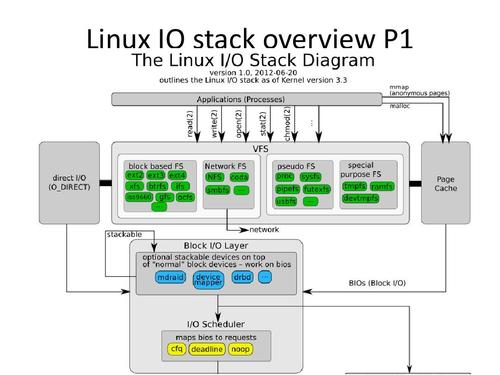 Linux IO stack overview P1
The Linux I/O Stack Diagram
version 1.0, 2012-06-20
outlines the Linux I/O stack as of Kernel version 3.3
mmap
(anonymous pages)
Applications (Processes)
malloc
read(2)
write(2)
open(2)
stat(2)
chmod(2)
...
VFS
block based FS
Network FS
pseudo FS
special
purpose FS
direct I/O
(O_DIRECT)
Page
Cache
ext2 ext3 ext4
xfs btrfs ifs
iso9660 gfs ocfs
...
NFS coda
smbfs ...
proc sysfs
pipefs futexfs
usbfs ...
tmpfs ramfs
devtmpfs
network
stackable
Block I/O Layer
optional stackable devices on top
of "normal" block devices – work on bios
mdraid
device
mapper
drbd
...
BIOs (Block I/O)
I/O Scheduler
maps bios to requests
cfq deadline noop